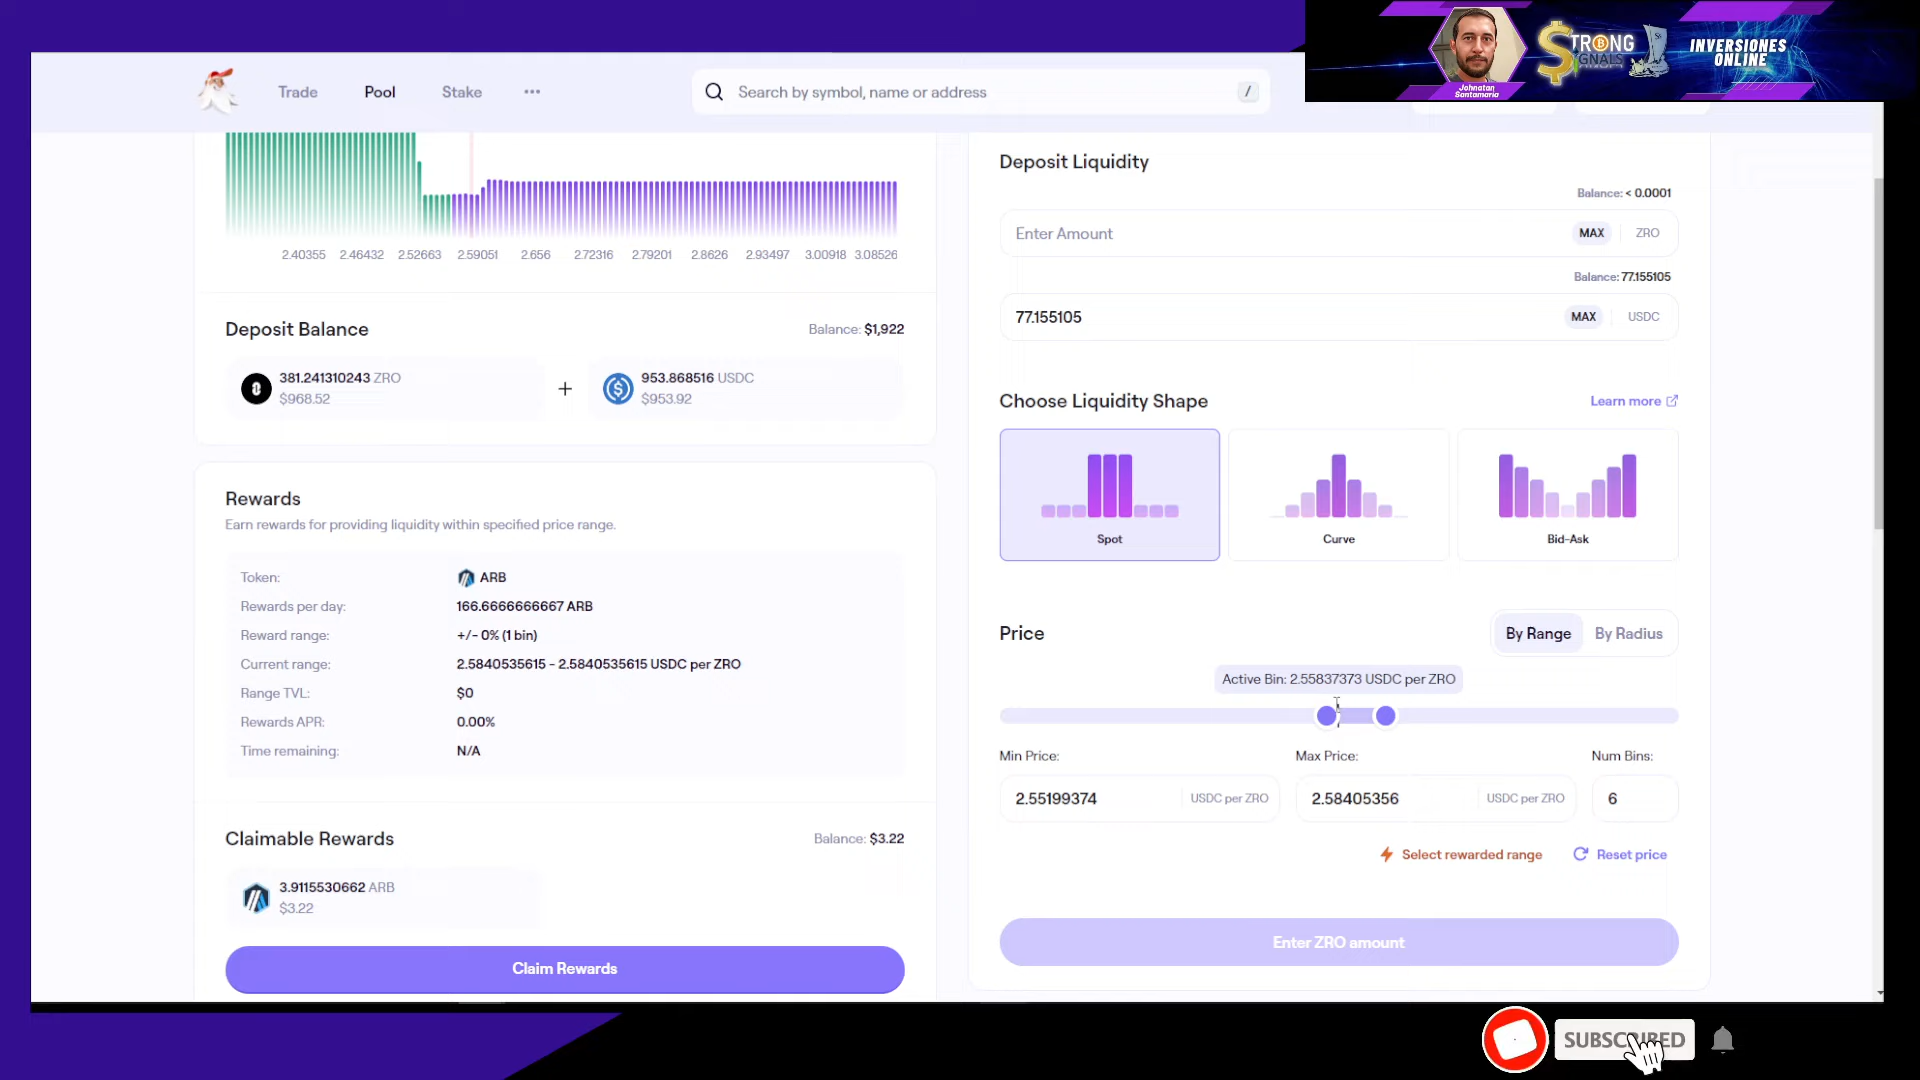 Johnatan
Santamaria
TRONG
GNALS
INVERSIONES
ONLINE
Trade
Pool
Stake
Search by symbol, name or address
/
2.40355
2.46432
2.52663
2.59051
2.656
2.72316
2.79201
2.8626
2.93497
3.00918
3.08526
Deposit Balance
Balance: $1,922
381.241310243 ZRO
$968.52
+
953.868516 USDC
$953.92
Rewards
Earn rewards for providing liquidity within specified price range.
Token: ARB
Rewards per day: 166.6666666667 ARB
Reward range: +/- 0% (1 bin)
Current range: 2.5840535615 - 2.5840535615 USDC per ZRO
Range TVL: $0
Rewards APR: 0.00%
Time remaining: N/A
Claimable Rewards
Balance: $3.22
3.9115530662 ARB
$3.22
Claim Rewards
Deposit Liquidity
Balance: < 0.0001
Enter Amount MAX ZRO
Balance: 77.155105
77.155105 MAX USDC
Choose Liquidity Shape
Learn more
Spot
Curve
Bid-Ask
Price
By Range
By Radius
Active Bin: 2.55837373 USDC per ZRO
Min Price:
Max Price:
Num Bins:
2.55199374 USDC per ZRO
2.58405356 USDC per ZRO
6
Select rewarded range
Reset price
Enter ZRO amount
SUBSCRIBED